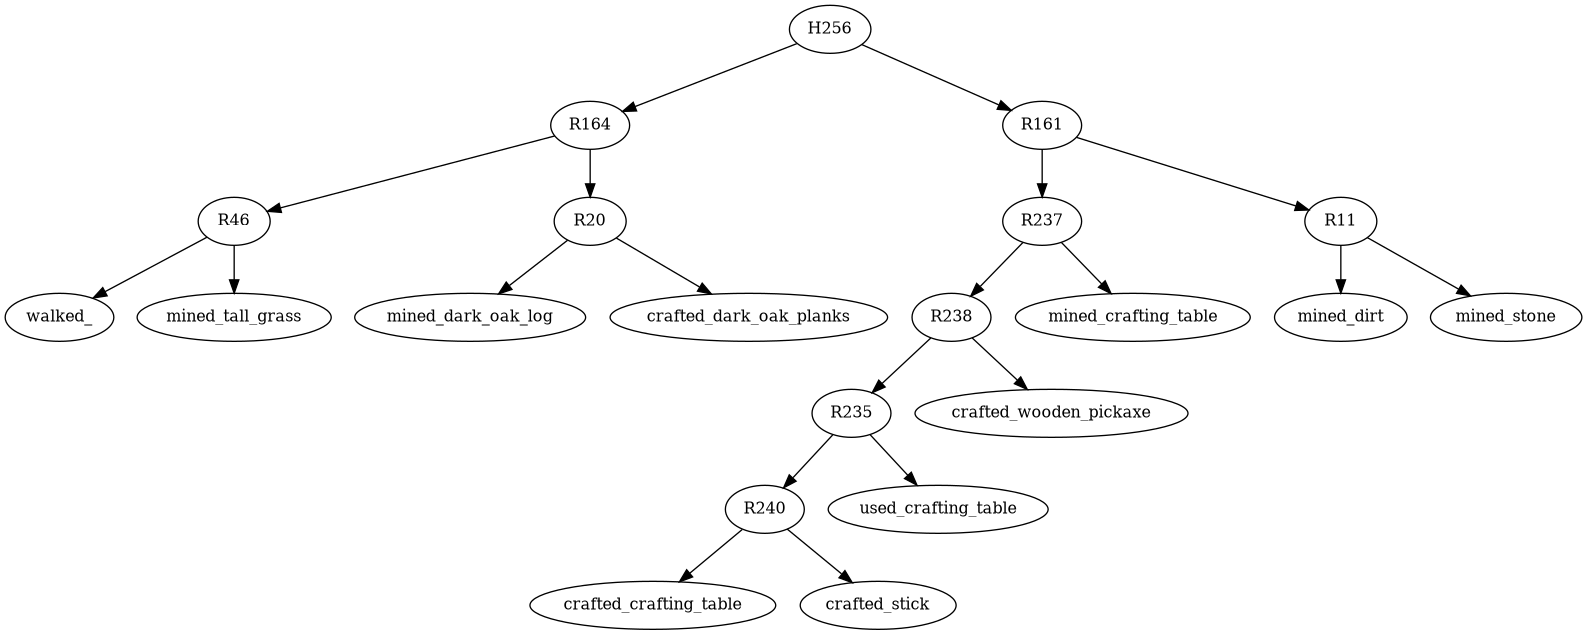 H256
R164
R161
R46
R20
R237
R11
walked_
mined_tall_grass
mined_dark_oak_log
crafted_dark_oak_planks
R238
mined_crafting_table
mined_dirt
mined_stone
R235
crafted_wooden_pickaxe
R240
used_crafting_table
crafted_crafting_table
crafted_stick